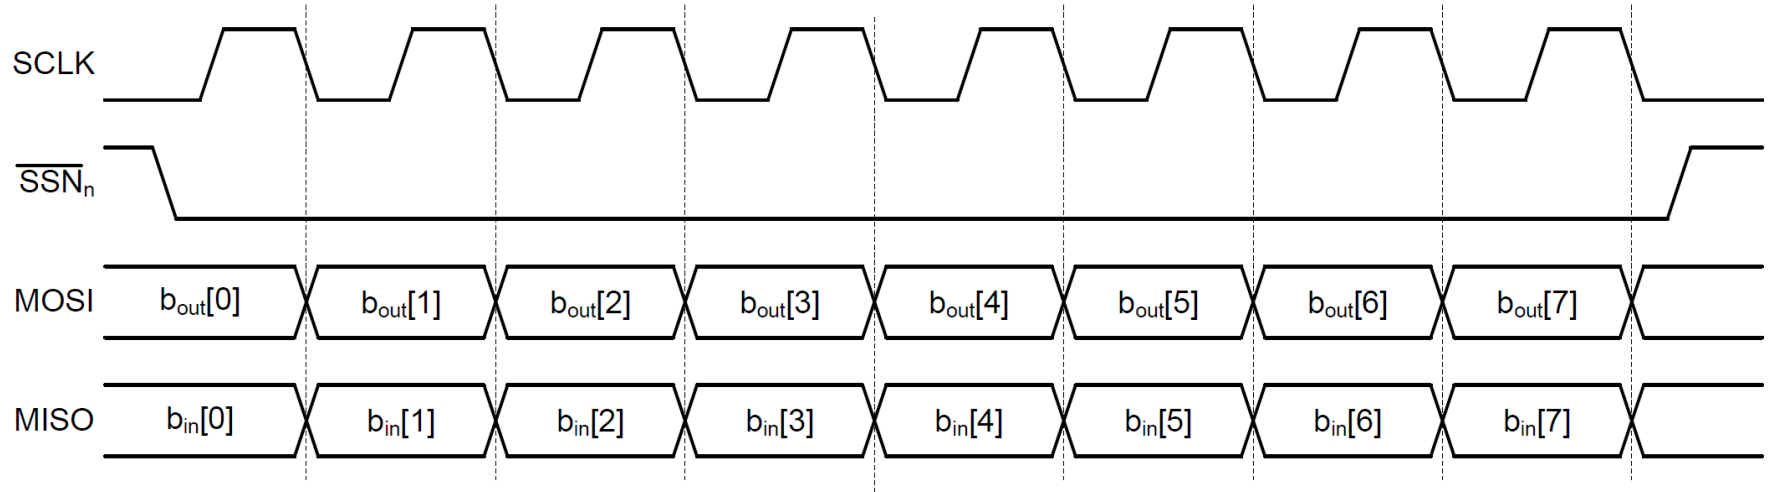 SCLK
SSNn
MOSI bout[0] bout[1] bout[2] bout[3] bout[4] bout[5] bout[6] bout[7]
MISO bin[0] bin[1] bin[2] bin[3] bin[4] bin[5] bin[6] bin[7]